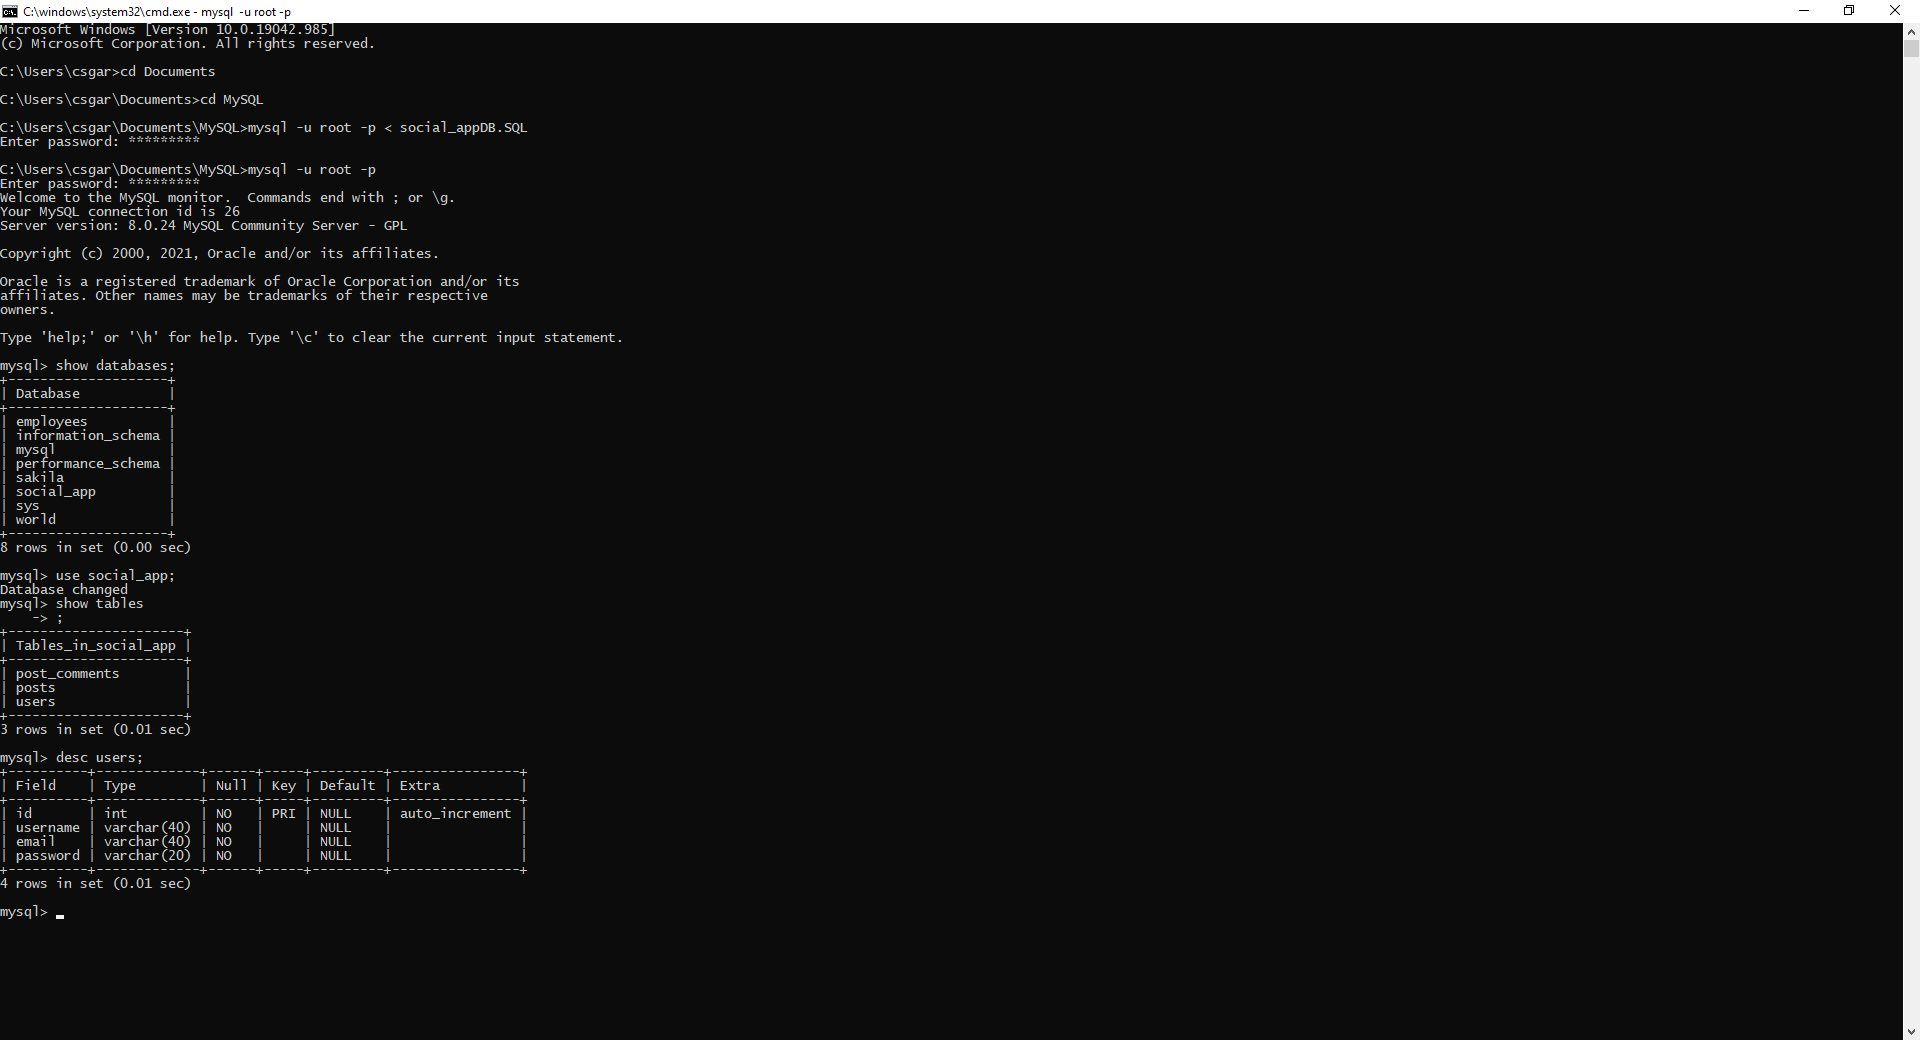 C:\windows\system32\cmd.exe - mysql  -u root -p
Microsoft Windows [Version 10.0.19042.985]
(c) Microsoft Corporation. All rights reserved.
C:\Users\csgar>cd Documents
C:\Users\csgar\Documents>cd MySQL
C:\Users\csgar\Documents\MySQL>mysql -u root -p < social_appDB.SQL
Enter password: *********
C:\Users\csgar\Documents\MySQL>mysql -u root -p
Enter password: *********
Welcome to the MySQL monitor.  Commands end with ; or \g.
Your MySQL connection id is 26
Server version: 8.0.24 MySQL Community Server - GPL
Copyright (c) 2000, 2021, Oracle and/or its affiliates.
Oracle is a registered trademark of Oracle Corporation and/or its
affiliates. Other names may be trademarks of their respective
owners.
Type 'help;' or '\h' for help. Type '\c' to clear the current input statement.
mysql> show databases;
+--------------------+
| Database           |
+--------------------+
| employees          |
| information_schema |
| mysql              |
| performance_schema |
| sakila             |
| social_app         |
| sys                |
| world              |
+--------------------+
8 rows in set (0.00 sec)
mysql> use social_app;
Database changed
mysql> show tables
    -> ;
+----------------------+
| Tables_in_social_app |
+----------------------+
| post_comments        |
| posts                |
| users                |
+----------------------+
3 rows in set (0.01 sec)
mysql> desc users;
+----------+-------------+------+-----+---------+----------------+
| Field    | Type        | Null | Key | Default | Extra          |
+----------+-------------+------+-----+---------+----------------+
| id       | int         | NO   | PRI | NULL    | auto_increment |
| username | varchar(40) | NO   |     | NULL    |                |
| email    | varchar(40) | NO   |     | NULL    |                |
| password | varchar(20) | NO   |     | NULL    |                |
+----------+-------------+------+-----+---------+----------------+
4 rows in set (0.01 sec)
mysql> _